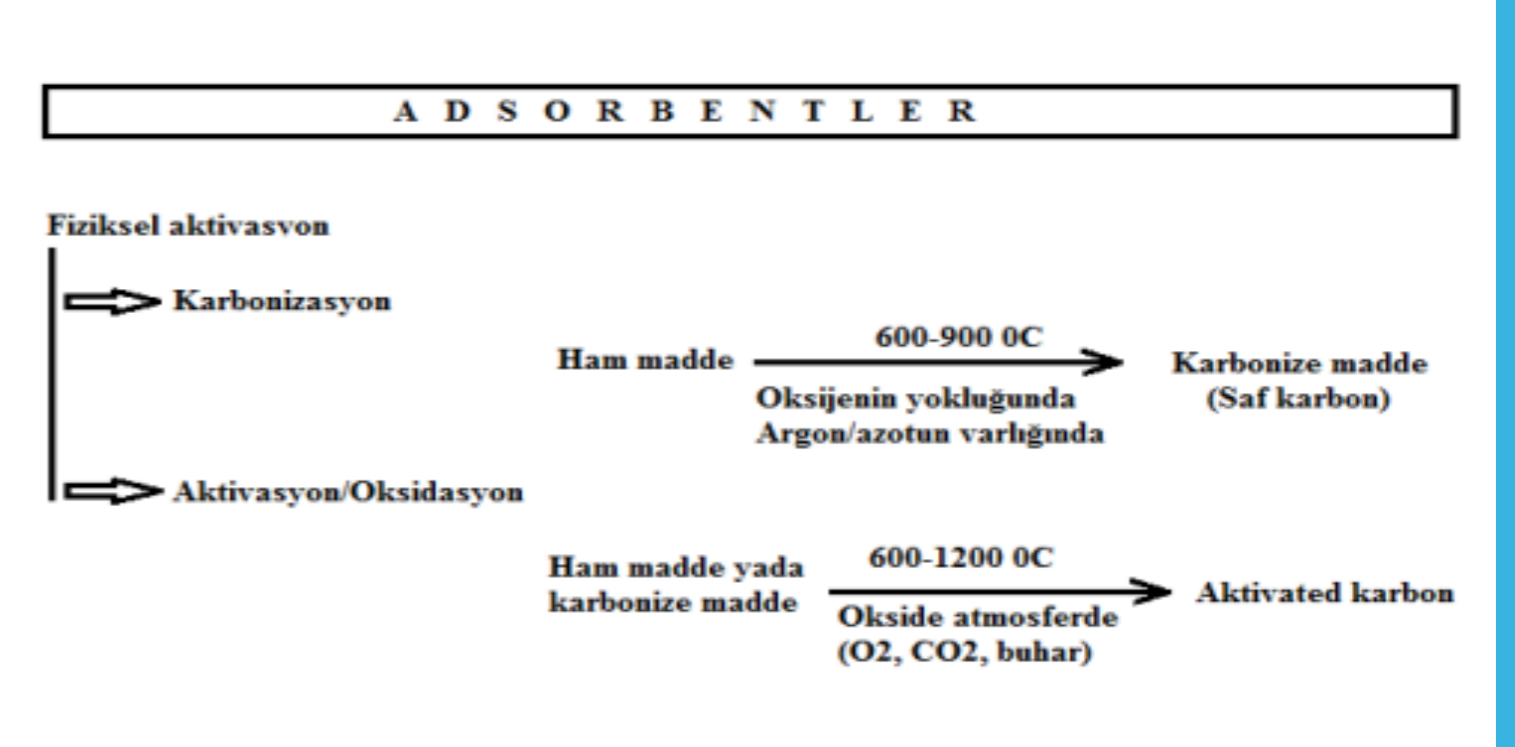 A D S O R B E N T L E R
Fiziksel aktivasvon
Karbonizasyon
600-900 0C
Ham madde
Karbonize madde
(Saf karbon)
Oksijenin yokluğunda
Argon/azotun varlığında
Aktivasyon/Oksidasyon
600-1200 0C
Ham madde yada
karbonize madde
Aktivated karbon
Okside atmosferde
(O2, CO2, buhar)